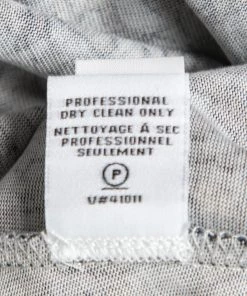 PROFESSIONAL
DRY CLEAN ONLY
NETTOYAGE À SEC
PROFESSIONNEL
SEULEMENT
P
V#41011